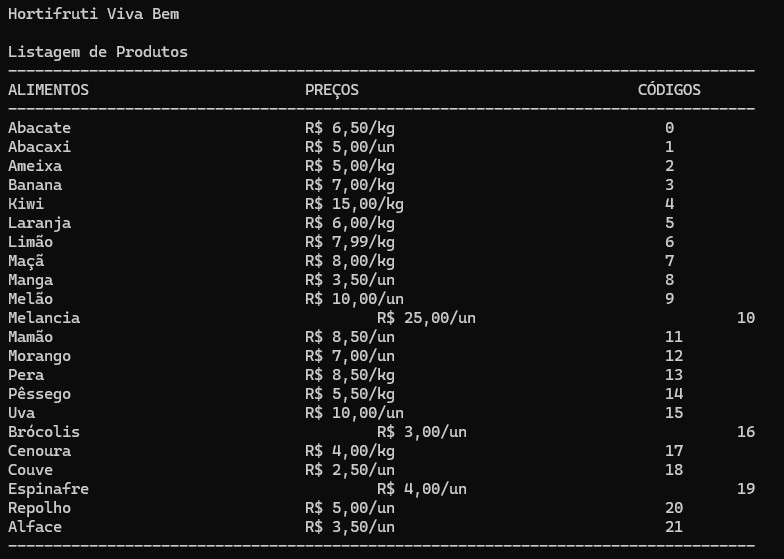 Hortifruti Viva Bem
Listagem de Produtos
ALIMENTOS PREÇOS CÓDIGOS
Abacate R$ 6,50/kg 0
Abacaxi R$ 5,00/un 1
Ameixa R$ 5,00/kg 2
Banana R$ 7,00/kg 3
Kiwi R$ 15,00/kg 4
Laranja R$ 6,00/kg 5
Limão R$ 7,99/kg 6
Maçã R$ 8,00/kg 7
Manga R$ 3,50/un 8
Melão R$ 10,00/un 9
Melancia R$ 25,00/un 10
Mamão R$ 8,50/un 11
Morango R$ 7,00/un 12
Pera R$ 8,50/kg 13
Pêssego R$ 5,50/kg 14
Uva R$ 10,00/un 15
Brócolis R$ 3,00/un 16
Cenoura R$ 4,00/kg 17
Couve R$ 2,50/un 18
Espinafre R$ 4,00/un 19
Repolho R$ 5,00/un 20
Alface R$ 3,50/un 21